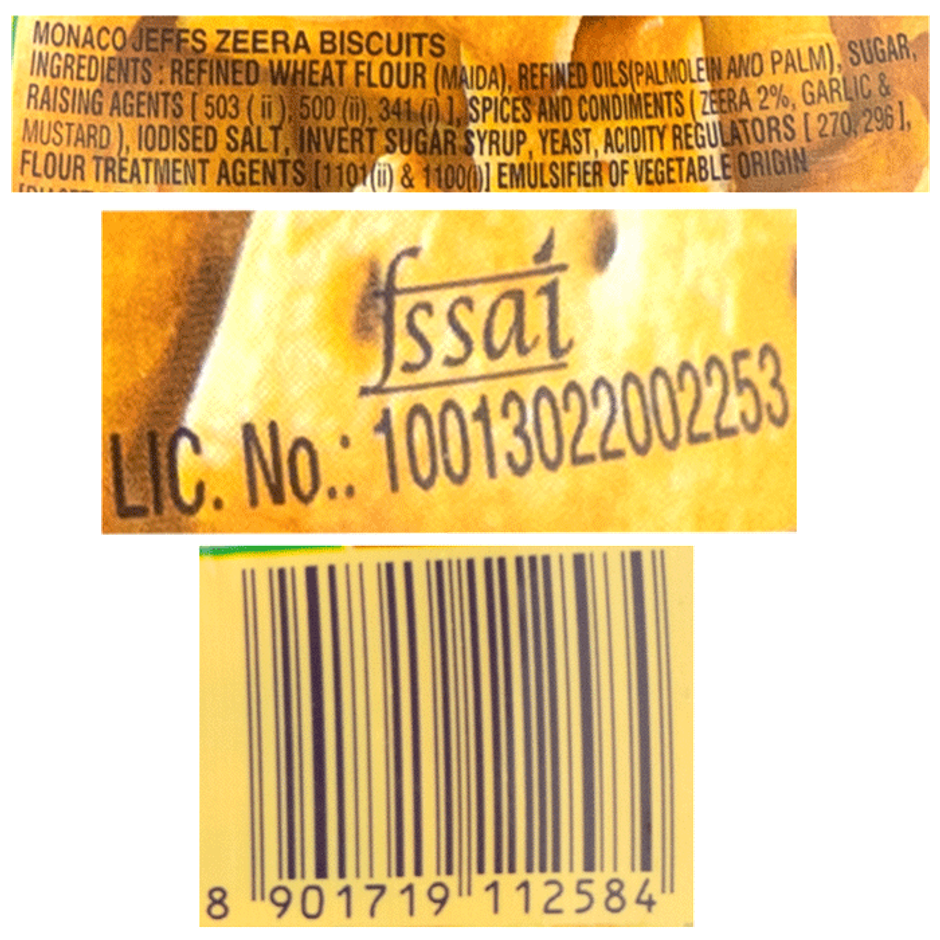 MONACO JEFFS ZEERA BISCUITS
INGREDIENTS : REFINED WHEAT FLOUR (MAIDA), REFINED OILS(PALMOLEIN AND PALM), SUGAR,
RAISING AGENTS [ 503 ( ii ), 500 (ii), 341 (i) ], SPICES AND CONDIMENTS ( ZEERA 2%, GARLIC &
MUSTARD ), IODISED SALT, INVERT SUGAR SYRUP, YEAST, ACIDITY REGULATORS [ 270, 296 ],
FLOUR TREATMENT AGENTS [1101(ii) & 1100(i)] EMULSIFIER OF VEGETABLE ORIGIN
fssai
LIC. No.: 10013022002253
8 901719 112584